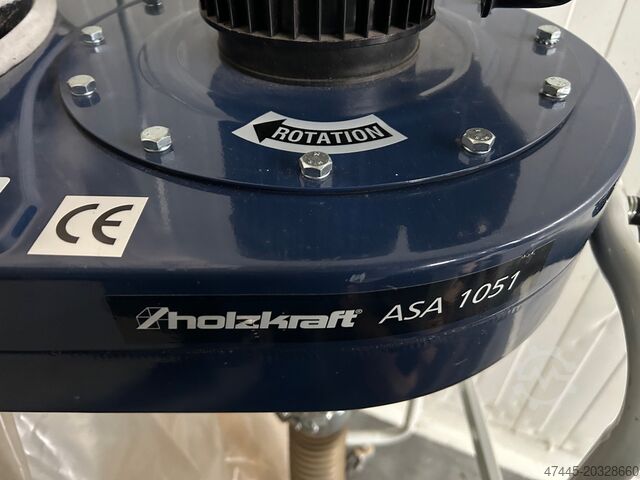 ROTATION
CE
holzkraft® ASA 1051
47445-20328660